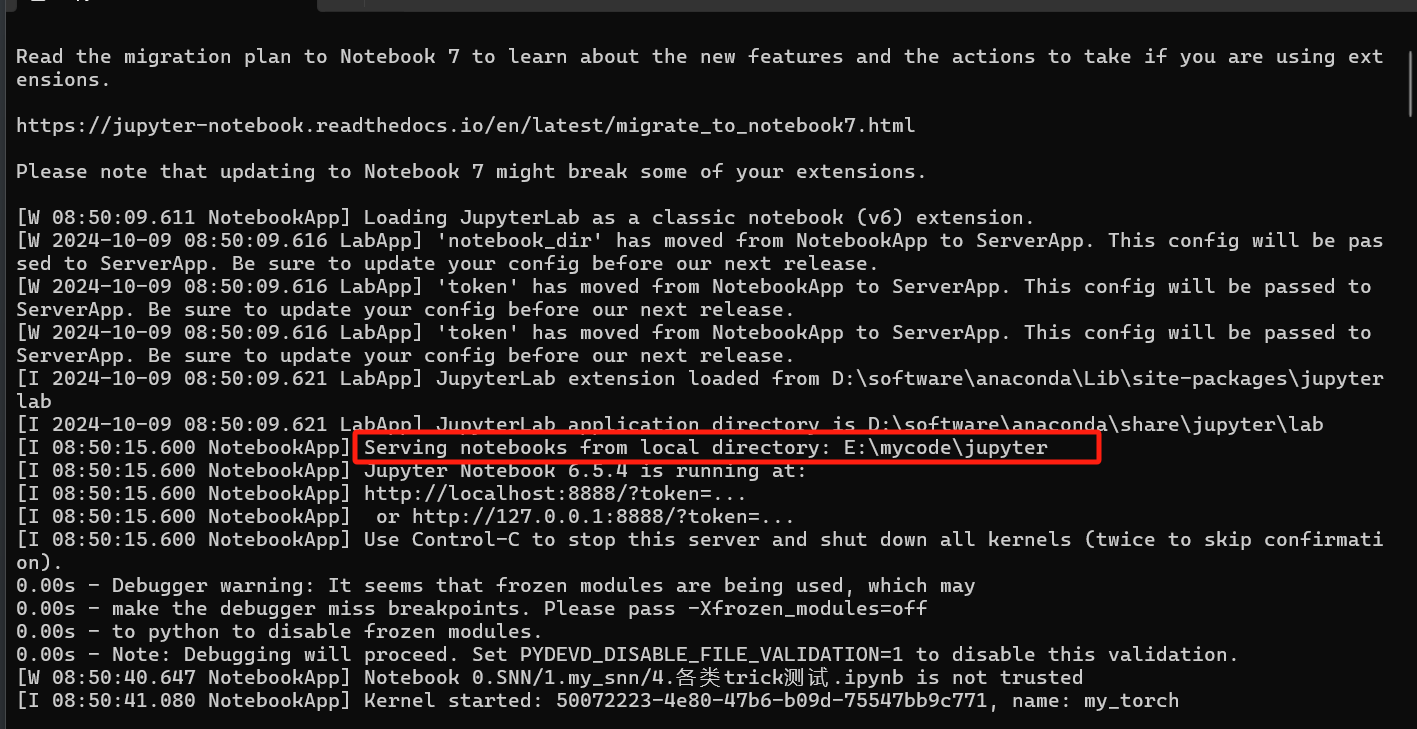 Read the migration plan to Notebook 7 to learn about the new features and the actions to take if you are using ext
ensions.
https://jupyter-notebook.readthedocs.io/en/latest/migrate_to_notebook7.html
Please note that updating to Notebook 7 might break some of your extensions.
[W 08:50:09.611 NotebookApp] Loading JupyterLab as a classic notebook (v6) extension.
[W 2024-10-09 08:50:09.616 LabApp] 'notebook_dir' has moved from NotebookApp to ServerApp. This config will be pas
sed to ServerApp. Be sure to update your config before our next release.
[W 2024-10-09 08:50:09.616 LabApp] 'token' has moved from NotebookApp to ServerApp. This config will be passed to
ServerApp. Be sure to update your config before our next release.
[W 2024-10-09 08:50:09.616 LabApp] 'token' has moved from NotebookApp to ServerApp. This config will be passed to
ServerApp. Be sure to update your config before our next release.
[I 2024-10-09 08:50:09.621 LabApp] JupyterLab extension loaded from D:\software\anaconda\Lib\site-packages\jupyter
lab
[I 2024-10-09 08:50:09.621 LabApp] JupyterLab application directory is D:\software\anaconda\share\jupyter\lab
[I 08:50:15.600 NotebookApp] Serving notebooks from local directory: E:\mycode\jupyter
[I 08:50:15.600 NotebookApp] Jupyter Notebook 6.5.4 is running at:
[I 08:50:15.600 NotebookApp] http://localhost:8888/?token=...
[I 08:50:15.600 NotebookApp]  or http://127.0.0.1:8888/?token=...
[I 08:50:15.600 NotebookApp] Use Control-C to stop this server and shut down all kernels (twice to skip confirmati
on).
0.00s - Debugger warning: It seems that frozen modules are being used, which may
0.00s - make the debugger miss breakpoints. Please pass -Xfrozen_modules=off
0.00s - to python to disable frozen modules.
0.00s - Note: Debugging will proceed. Set PYDEVD_DISABLE_FILE_VALIDATION=1 to disable this validation.
[W 08:50:40.647 NotebookApp] Notebook 0.SNN/1.my_snn/4.各类trick测试.ipynb is not trusted
[I 08:50:41.080 NotebookApp] Kernel started: 50072223-4e80-47b6-b09d-75547bb9c771, name: my_torch